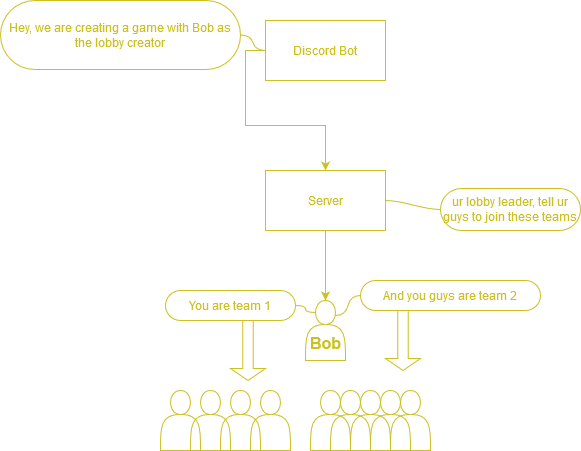 Hey, we are creating a game with Bob as
the lobby creator
Discord Bot
Server
ur lobby leader, tell ur
guys to join these teams
You are team 1
And you guys are team 2
Bob